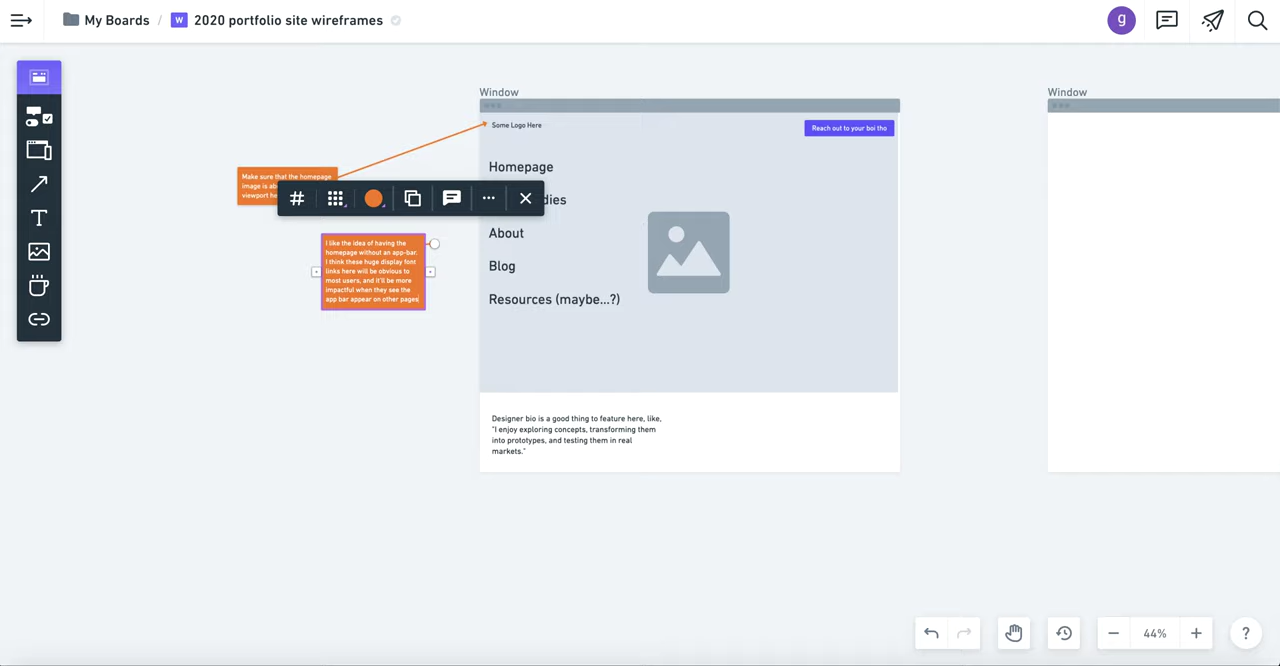 My Boards / W 2020 portfolio site wireframes
g
Window
Window
Some Logo Here
Reach out to your boi tho
Make sure that the homepage
image is
viewport
Homepage
About
Blog
Resources (maybe...?)
I like the idea of having the
homepage without an app-bar.
I think these huge display font
links here will be obvious to
most users, and it'll be more
impactful when they see the
app bar appear on other pages
Designer bio is a good thing to feature here, like,
"I enjoy exploring concepts, transforming them
into prototypes, and testing them in real
markets."
44%
?